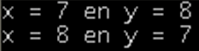 x = 7 en y = 8
x = 8 en y = 7